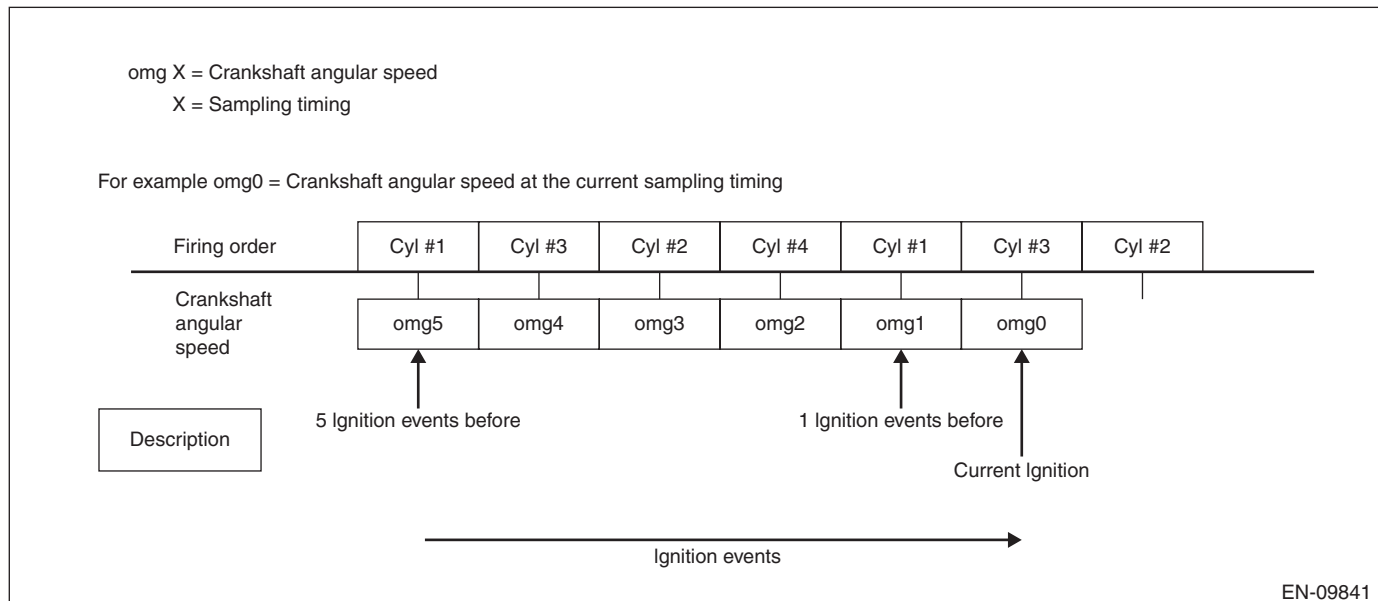 omg X = Crankshaft angular speed
X = Sampling timing
For example omg0 = Crankshaft angular speed at the current sampling timing
Firing order
Cyl #1 Cyl #3 Cyl #2 Cyl #4 Cyl #1 Cyl #3 Cyl #2
Crankshaft
angular
speed
omg5 omg4 omg3 omg2 omg1 omg0
5 Ignition events before
1 Ignition events before
Description
Current Ignition
Ignition events
EN-09841